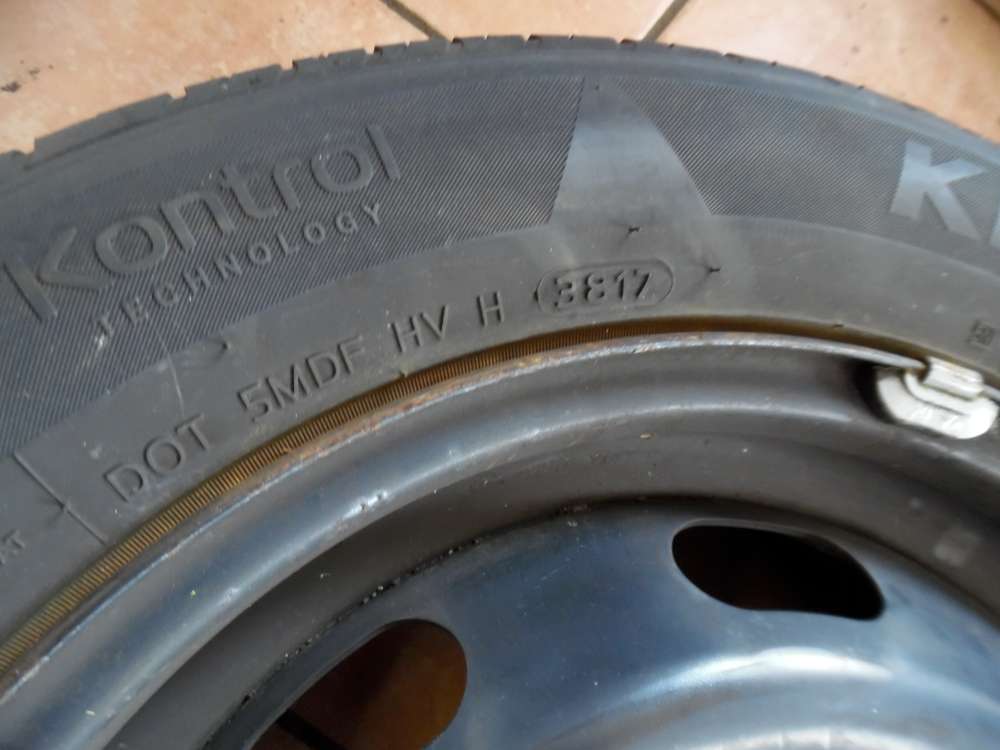 Kontrol
TECHNOLOGY
K
DOT 5MDF HV H 3817